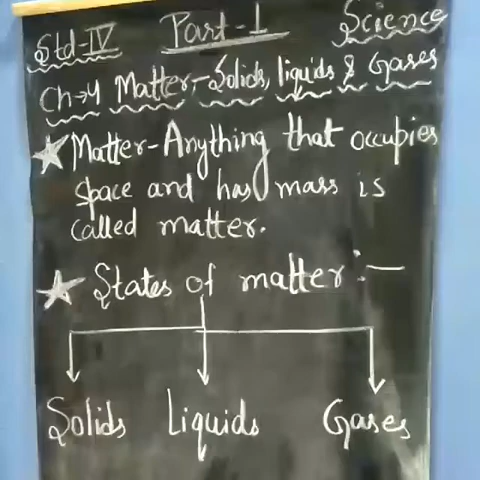 Std-IV Part-1 Science
Ch→4 Matter,-Solids, liquids & Gases
★ Matter-Anything that occupies
space and has mass is
called matter.
★ States of matter:—
Solids Liquids Gases